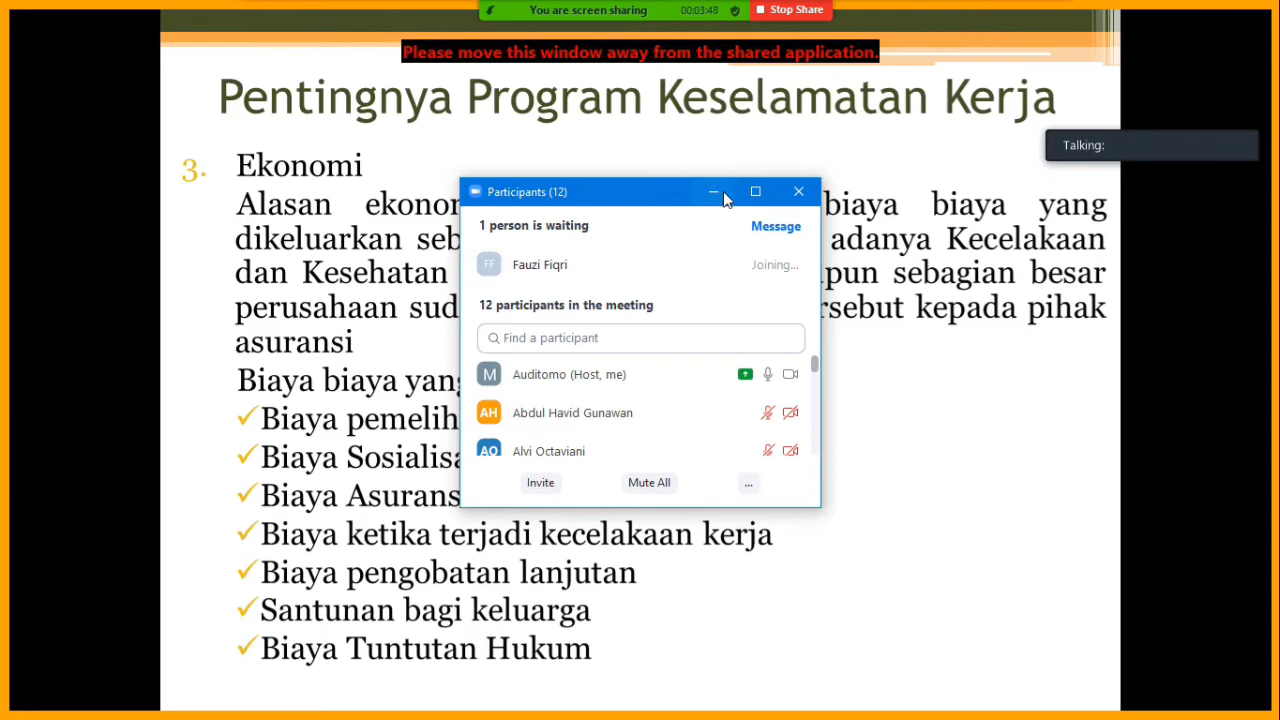 You are screen sharing 00:03:48 Stop Share
Please move this window away from the shared application.
Pentingnya Program Keselamatan Kerja
Talking:
3. Ekonomi
Alasan ekonor biaya biaya yang
dikeluarkan seb adanya Kecelakaan
dan Kesehatan pun sebagian besar
perusahaan sud rsebut kepada pihak
asuransi
Biaya biaya yang
Biaya pemelih
Biaya Sosialisa
Biaya Asurans
Biaya ketika terjadi kecelakaan kerja
Biaya pengobatan lanjutan
Santunan bagi keluarga
Biaya Tuntutan Hukum
Participants (12)
1 person is waiting Message
FF Fauzi Fiqri Joining...
12 participants in the meeting
Find a participant
M Auditomo (Host, me)
AH Abdul Havid Gunawan
AO Alvi Octaviani
Invite Mute All ...